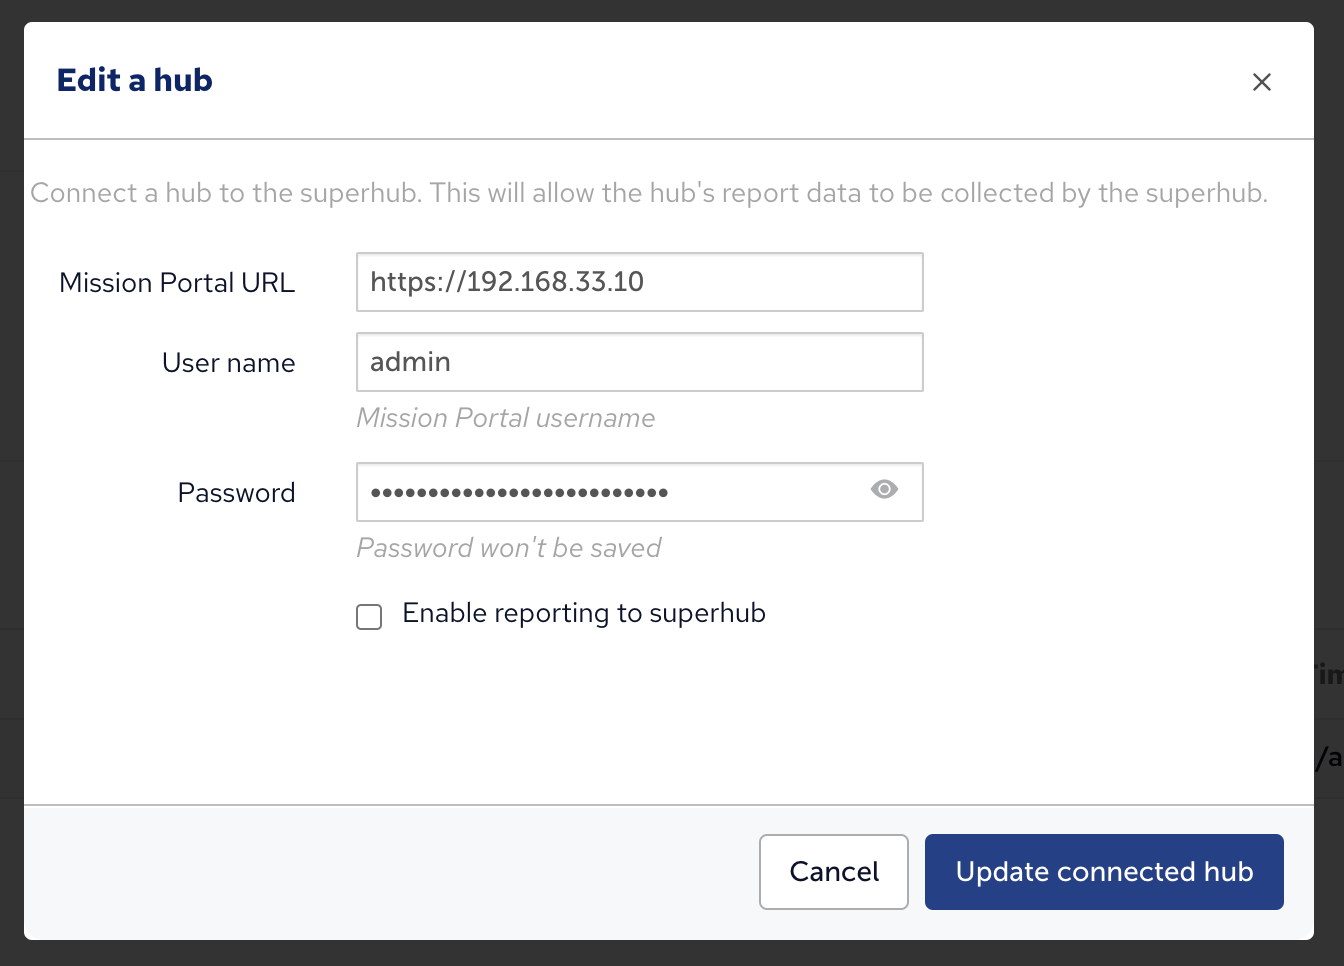 Edit a hub
Connect a hub to the superhub. This will allow the hub's report data to be collected by the superhub.
Mission Portal URL
https://192.168.33.10
User name
admin
Mission Portal username
Password
••••••••••••••••••••••••••
Password won't be saved
Enable reporting to superhub
/a
Cancel
Update connected hub